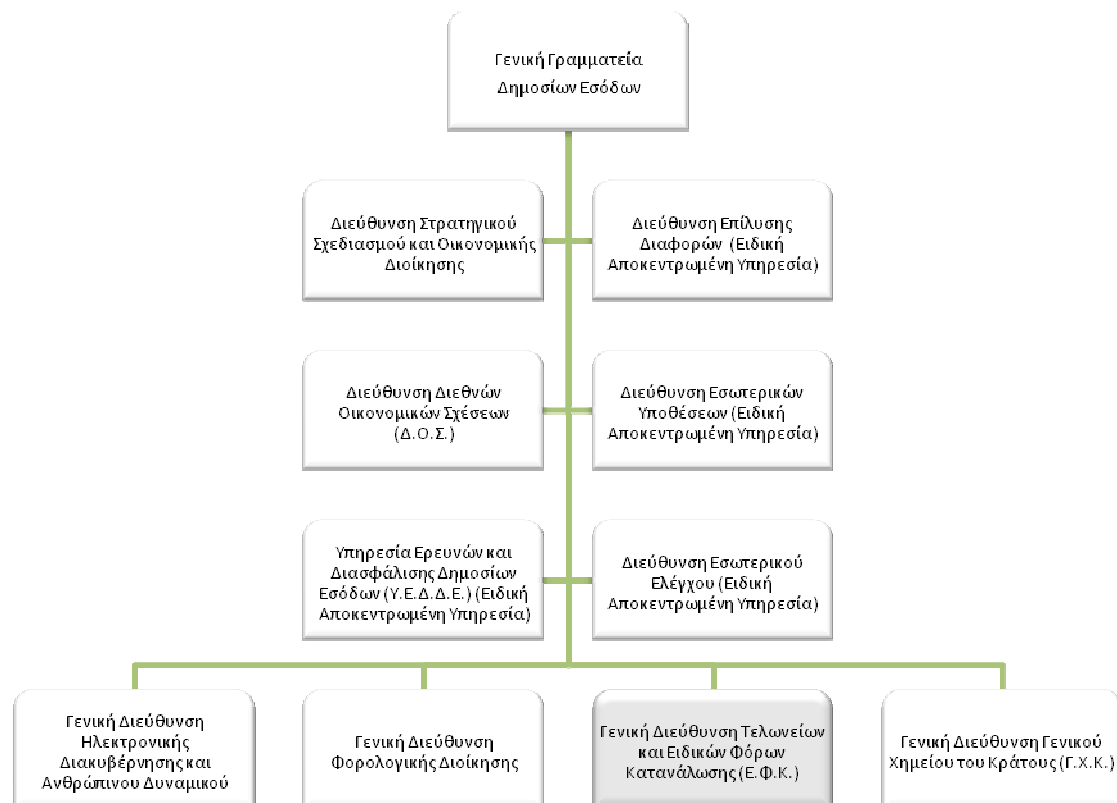 Γενική Γραμματεία
Δημοσίων Εσόδων
Διεύθυνση Στρατηγικού
Σχεδιασμού και Οικονομικής
Διοίκησης
Διεύθυνση Επίλυσης
Διαφορών (Ειδική
Αποκεντρωμένη Υπηρεσία)
Διεύθυνση Διεθνών
Οικονομικών Σχέσεων
(Δ.Ο.Σ.)
Διεύθυνση Εσωτερικών
Υποθέσεων (Ειδική
Αποκεντρωμένη Υπηρεσία)
Υπηρεσία Ερευνών και
Διασφάλισης Δημοσίων
Εσόδων (Υ.Ε.Δ.Δ.Ε.) (Ειδική
Αποκεντρωμένη Υπηρεσία)
Διεύθυνση Εσωτερικού
Ελέγχου (Ειδική
Αποκεντρωμένη Υπηρεσία)
Γενική Διεύθυνση
Ηλεκτρονικής
Διακυβέρνησης και
Ανθρώπινου Δυναμικού
Γενική Διεύθυνση
Φορολογικής Διοίκησης
Γενική Διεύθυνση Τελωνείων
και Ειδικών Φόρων
Κατανάλωσης (Ε.Φ.Κ.)
Γενική Διεύθυνση Γενικού
Χημείου του Κράτους (Γ.Χ.Κ.)